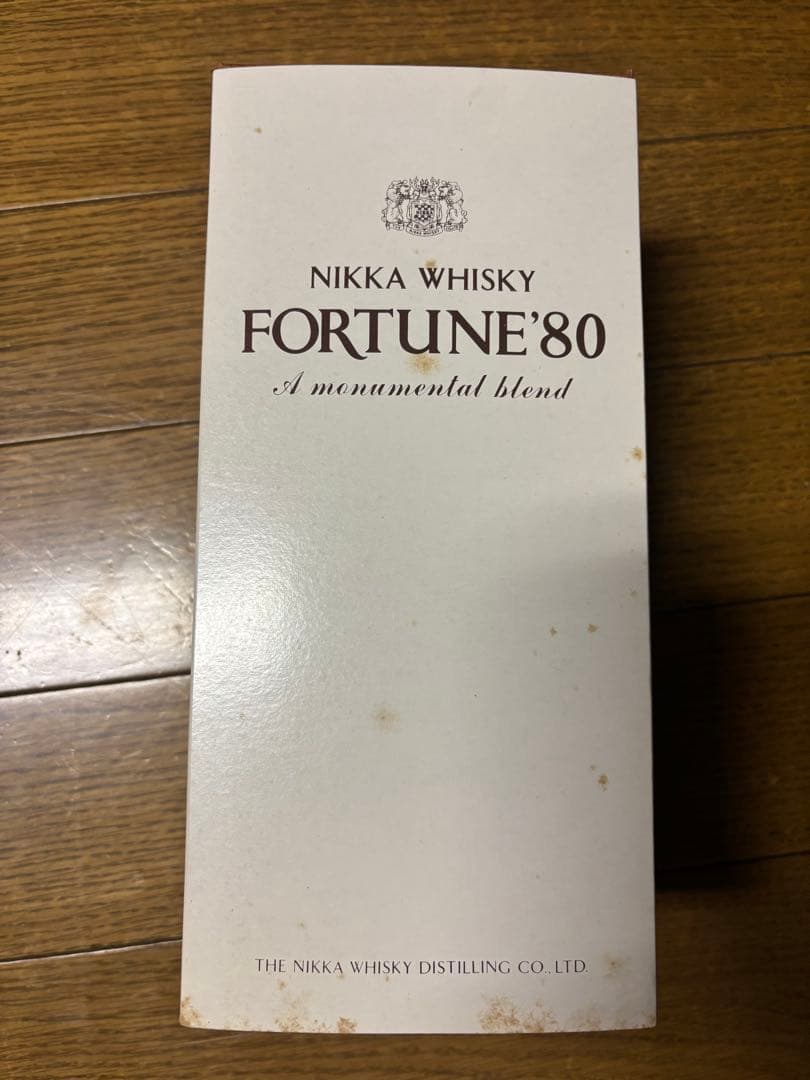 NIKKA WHISKY
FORTUNE'80
A monumental blend
THE NIKKA WHISKY DISTILLING CO., LTD.